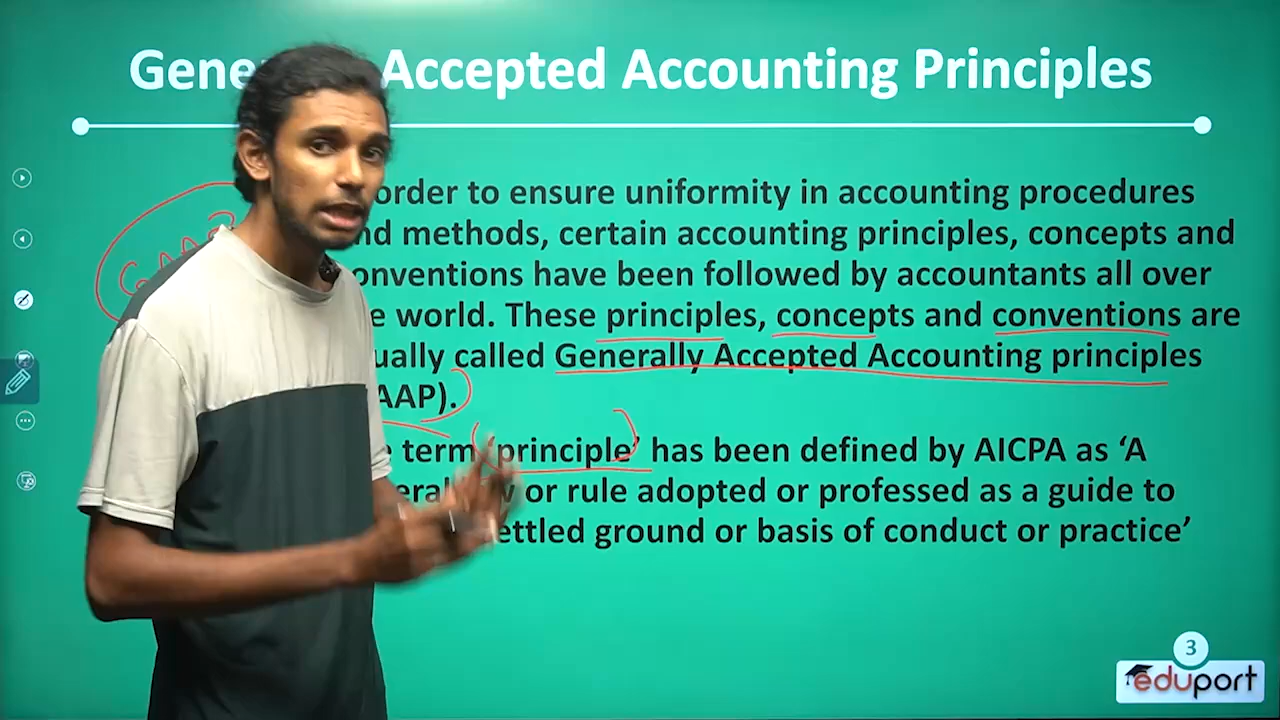 Gene Accepted Accounting Principles
order to ensure uniformity in accounting procedures
nd methods, certain accounting principles, concepts and
onventions have been followed by accountants all over
e world. These principles, concepts and conventions are
ually called Generally Accepted Accounting principles
AAP).
term ‘principle’ has been defined by AICPA as ‘A
or rule adopted or professed as a guide to
ettled ground or basis of conduct or practice’
3
eduport